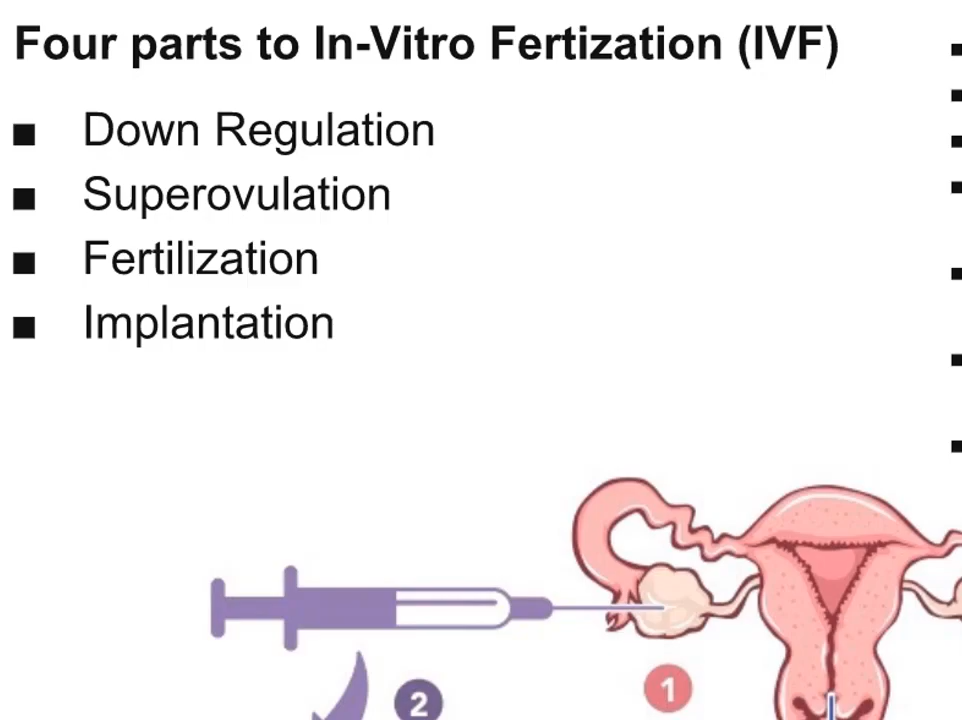 Four parts to In-Vitro Fertization (IVF)
■ Down Regulation
■ Superovulation
■ Fertilization
■ Implantation
1
2